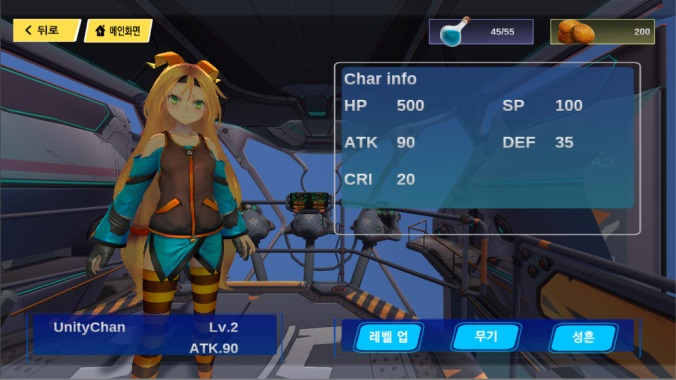 뒤로
메인화면
45/55
200
Char info
HP 500 SP 100
ATK 90 DEF 35
CRI 20
UnityChan Lv.2
ATK.90
레벨 업
무기
성흔